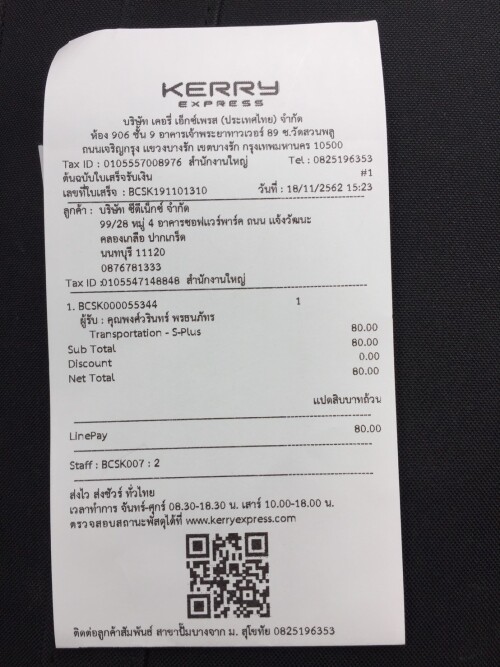 KERRY
EXPRESS
บริษัท เคอรี่ เอ็กซ์เพรส (ประเทศไทย) จำกัด
ห้อง 906 ชั้น 9 อาคารเจ้าพระยาทาวเวอร์ 89 ซ.วัดสวนพลู
ถนนเจริญกรุง แขวงบางรัก เขตบางรัก กรุงเทพมหานคร 10500
Tax ID : 0105557008976 สำนักงานใหญ่ Tel : 0825196353
ต้นฉบับใบเสร็จรับเงิน #1
เลขที่ใบเสร็จ : BCSK191101310 วันที่ : 18/11/2562 15:23
ลูกค้า : บริษัท ซีดีเน็กซ์ จำกัด
99/28 หมู่ 4 อาคารซอฟแวร์พาร์ค ถนน แจ้งวัฒนะ
คลองเกลือ ปากเกร็ด
นนทบุรี 11120
0876781333
Tax ID :0105547148848 สำนักงานใหญ่
1. BCSK000055344 1
ผู้รับ : คุณพงศ์วรินทร์ พรธนภัทร
Transportation - S-Plus 80.00
Sub Total 80.00
Discount 0.00
Net Total 80.00
แปดสิบบาทถ้วน
LinePay 80.00
Staff : BCSK007 : 2
ส่งไว ส่งชัวร์ ทั่วไทย
เวลาทำการ จันทร์-ศุกร์ 08.30-18.30 น. เสาร์ 10.00-18.00 น.
ตรวจสอบสถานะพัสดุได้ที่ www.kerryexpress.com
ติดต่อลูกค้าสัมพันธ์ สาขาปั๊มบางจาก ม. สุโขทัย 0825196353